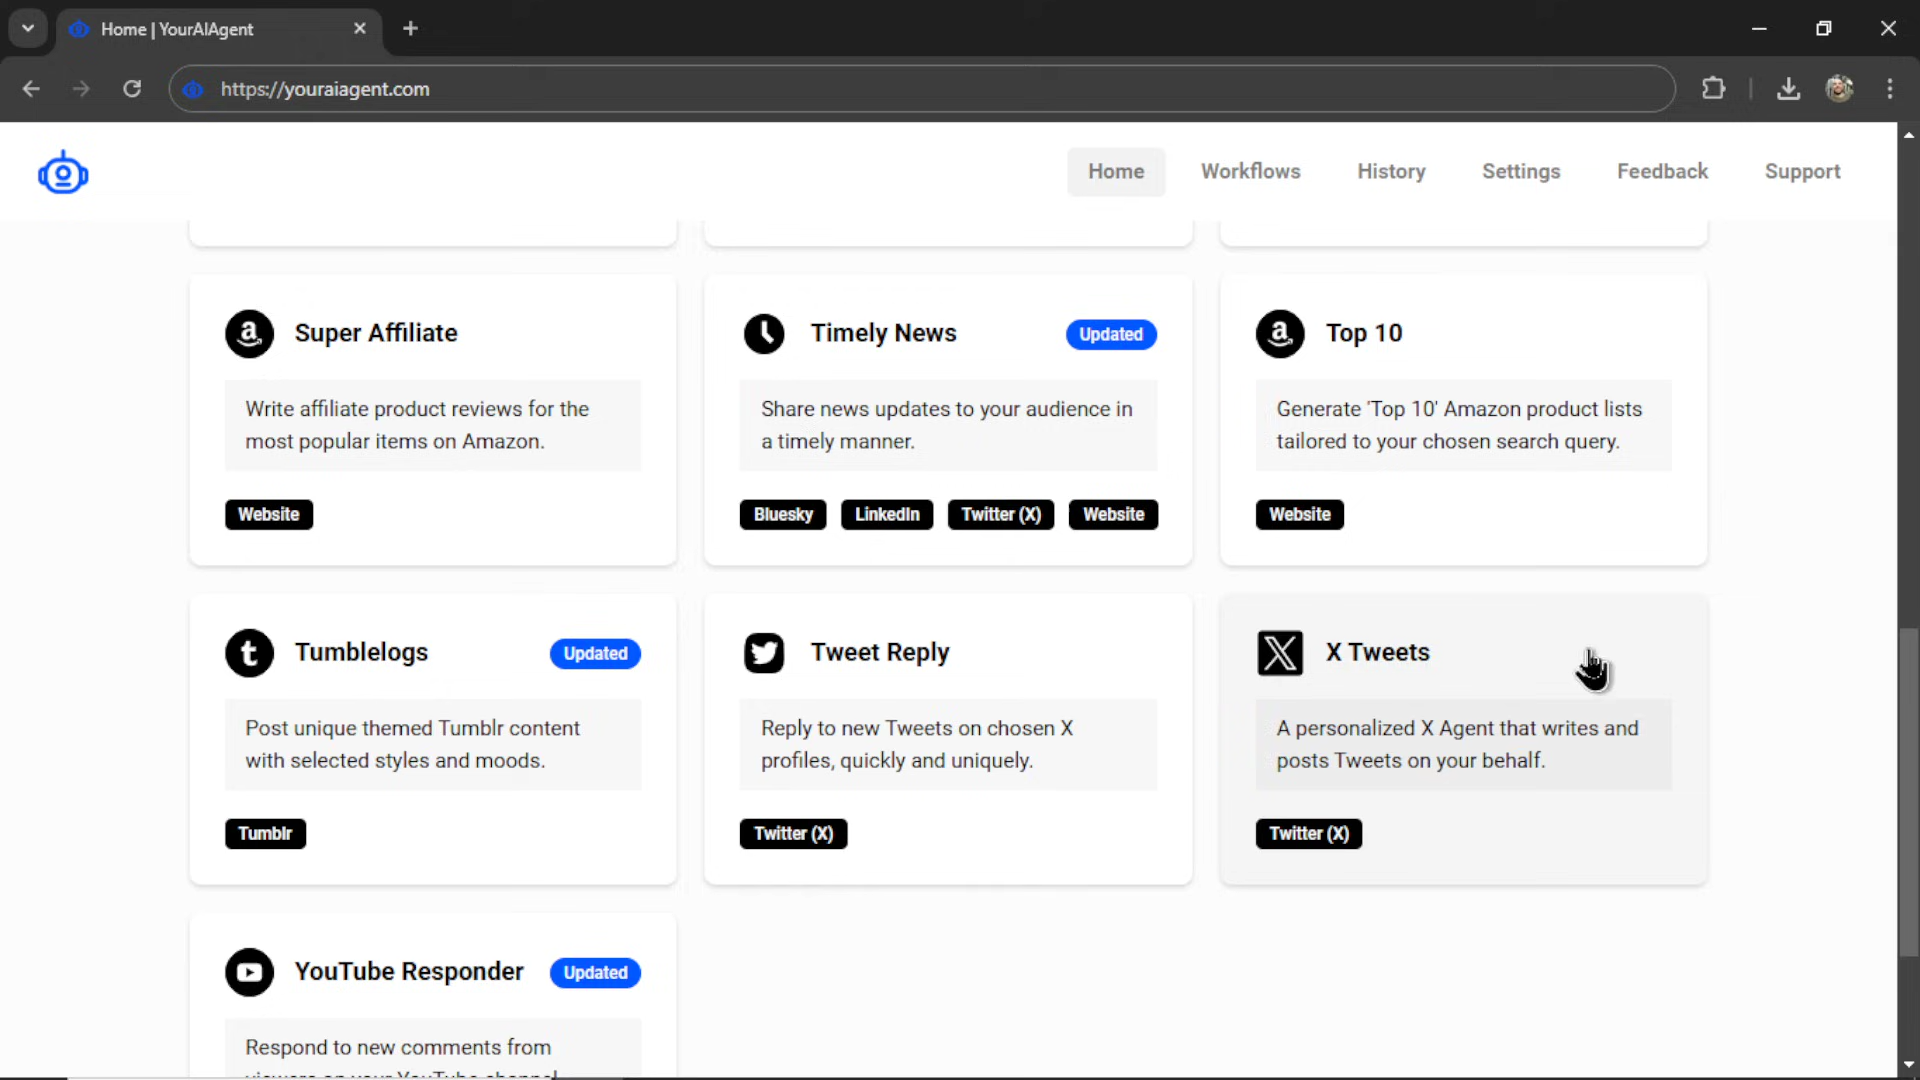 Home | YourAIAgent
https://youraiagent.com
Home
Workflows
History
Settings
Feedback
Support
Super Affiliate
Write affiliate product reviews for the
most popular items on Amazon.
Website
Timely News
Updated
Share news updates to your audience in
a timely manner.
Bluesky
LinkedIn
Twitter (X)
Website
Top 10
Generate 'Top 10' Amazon product lists
tailored to your chosen search query.
Website
Tumblelogs
Updated
Post unique themed Tumblr content
with selected styles and moods.
Tumblr
Tweet Reply
Reply to new Tweets on chosen X
profiles, quickly and uniquely.
Twitter (X)
X Tweets
A personalized X Agent that writes and
posts Tweets on your behalf.
Twitter (X)
YouTube Responder
Updated
Respond to new comments from
viewers on your YouTube channel